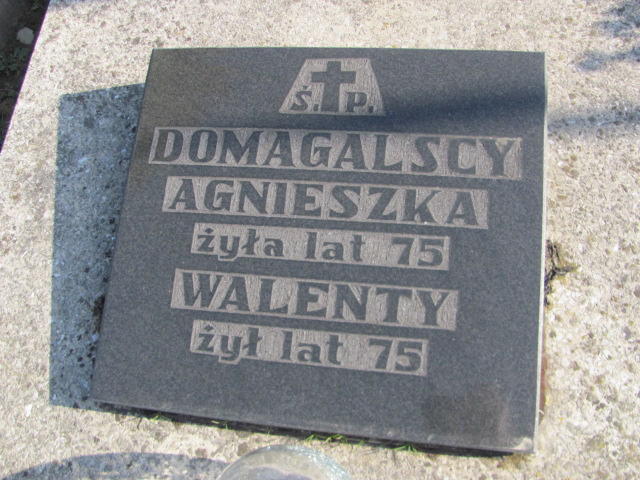 Ś. P.
DOMAGALSCY
AGNIESZKA
żyła lat 75
WALENTY
żył lat 75